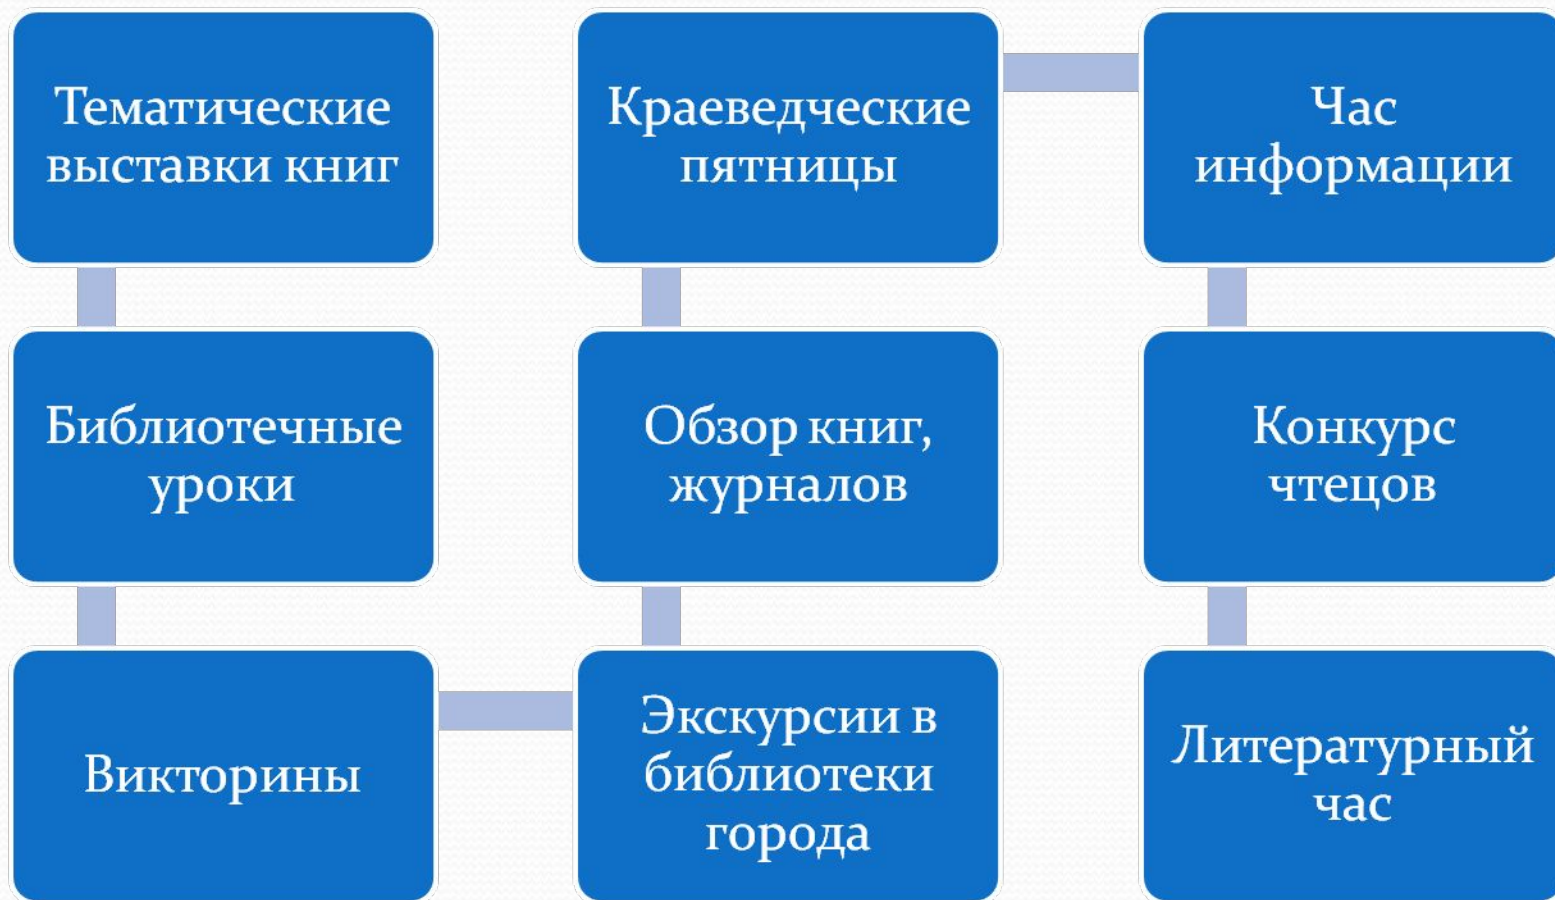 Тематические
выставки книг
Библиотечные
уроки
Викторины
Экскурсии в
библиотеки
города
Обзор книг,
журналов
Краеведческие
пятницы
Час
информации
Конкурс
чтецов
Литературный
час